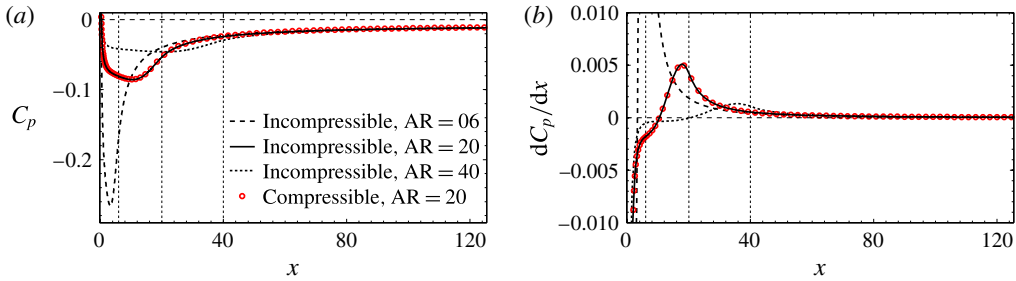 (a)
0
−0.1
−0.2
C_p
Incompressible, AR = 06
Incompressible, AR = 20
Incompressible, AR = 40
Compressible, AR = 20
0 40 80 120
x
(b)
0.010
0.005
0
−0.005
−0.010
dC_p/dx
0 40 80 120
x